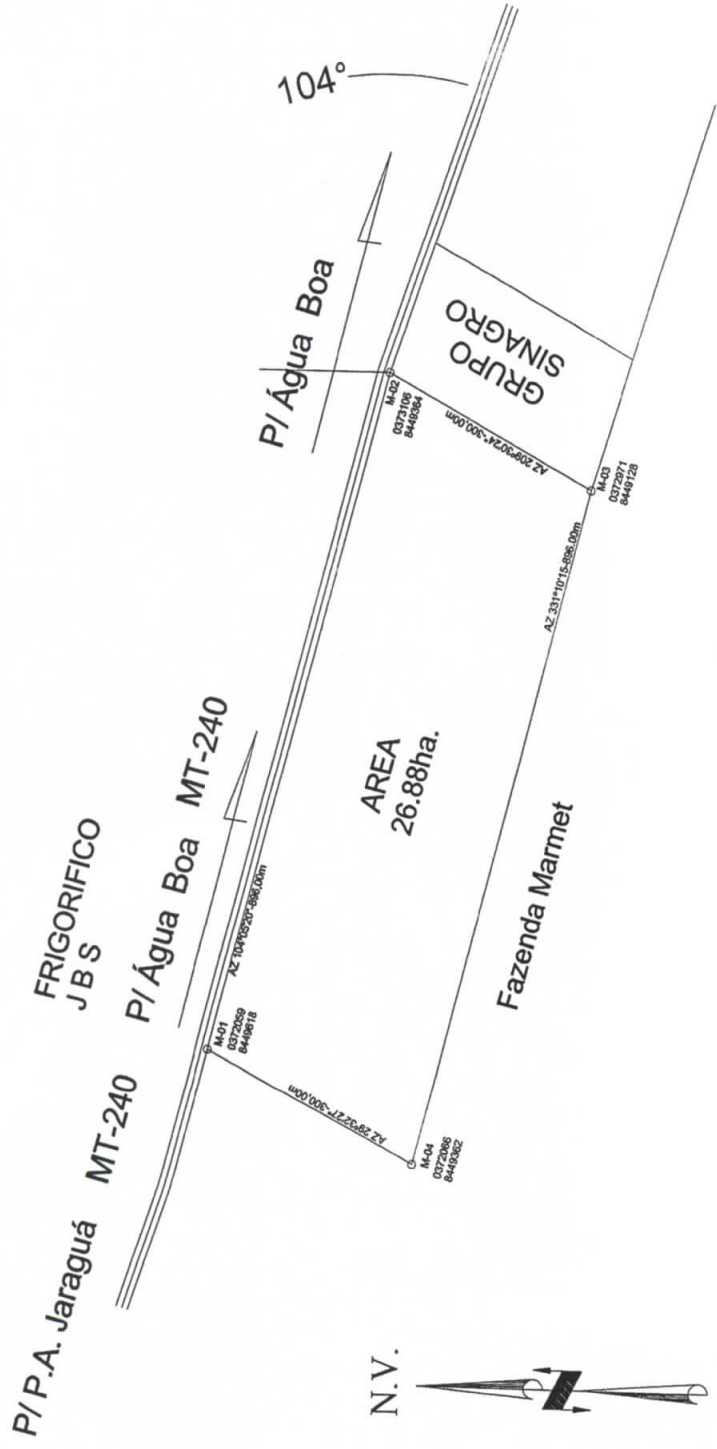 P/ P.A. Jaraguá MT-240
FRIGORIFICO
J B S
P/ Água Boa MT-240
P/ Água Boa
104°
M-01
0372059
8449618
AZ 104°05'20"-896,00m
M-02
0373106
8449364
AZ 209°30'24"-300,00m
GRUPO
SINAGRO
M-03
0372971
8449128
AZ 331°10'15-896,00m
AREA
26.88ha.
AZ 29°32'27"-300,00m
M-04
0372066
8449362
Fazenda Marmet
N.V.